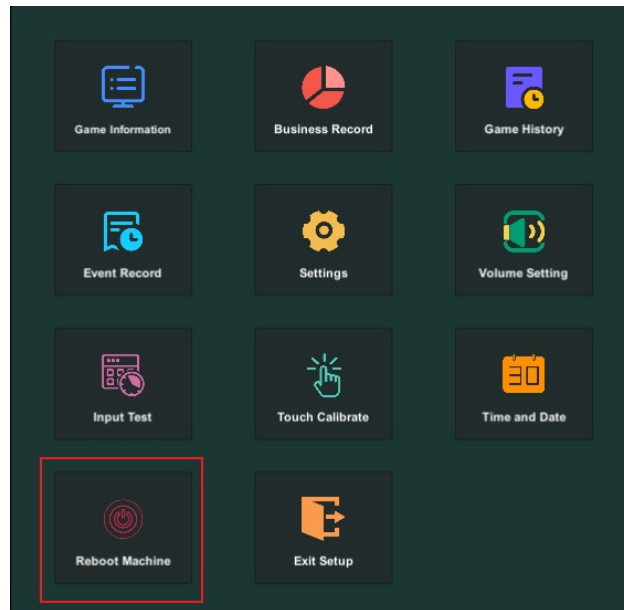 Game Information
Business Record
Game History
Event Record
Settings
Volume Setting
Input Test
Touch Calibrate
30
Time and Date
Reboot Machine
Exit Setup